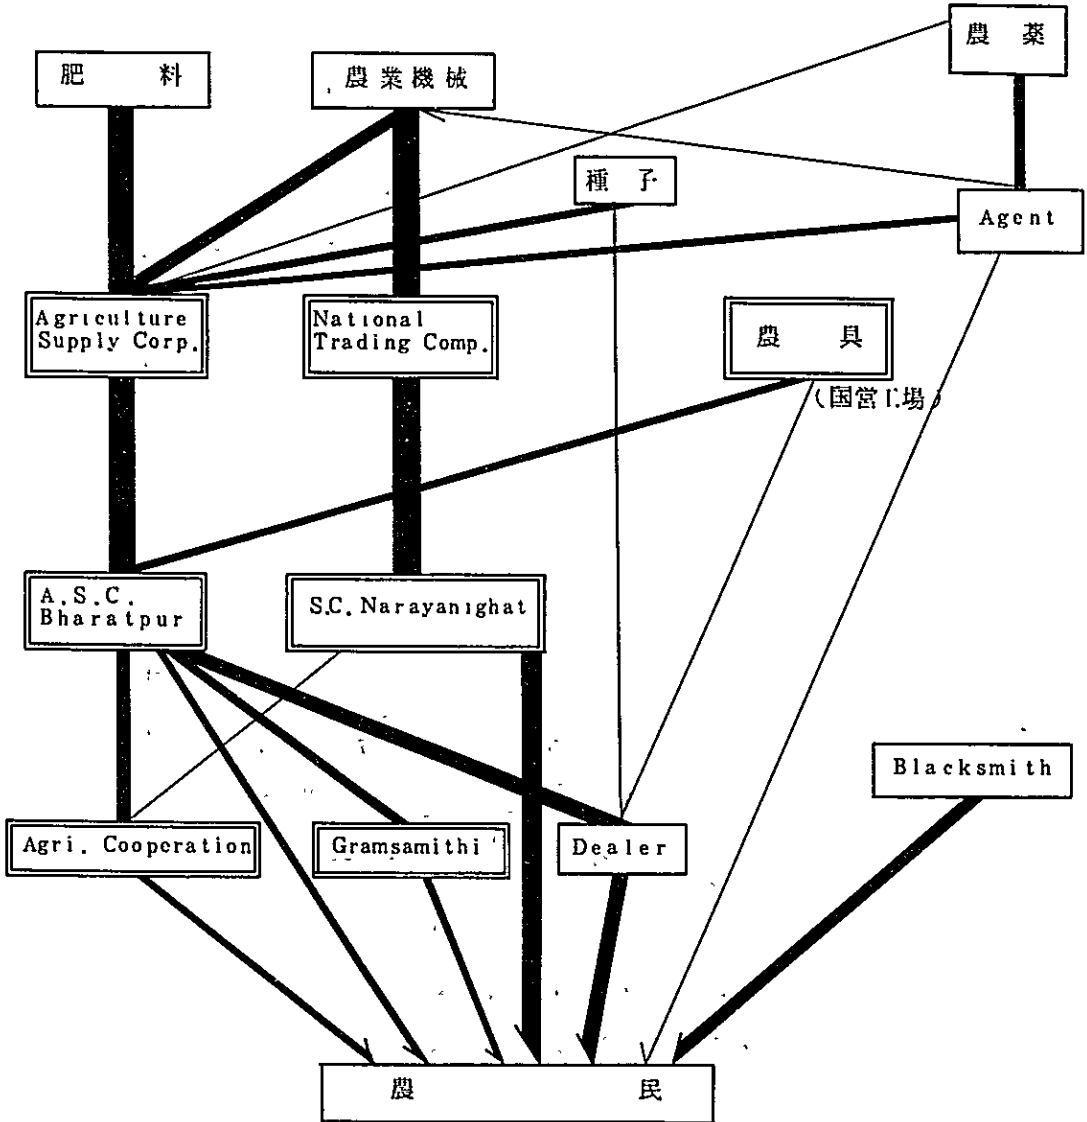 農薬
肥料
農業機械
種子
Agent
Agriculture
Supply Corp.
National
Trading Comp.
農具
(国営工場)
A.S.C.
Bharatpur
S.C. Narayanighat
Blacksmith
Agri. Cooperation
Gramsamithi
Dealer
農民